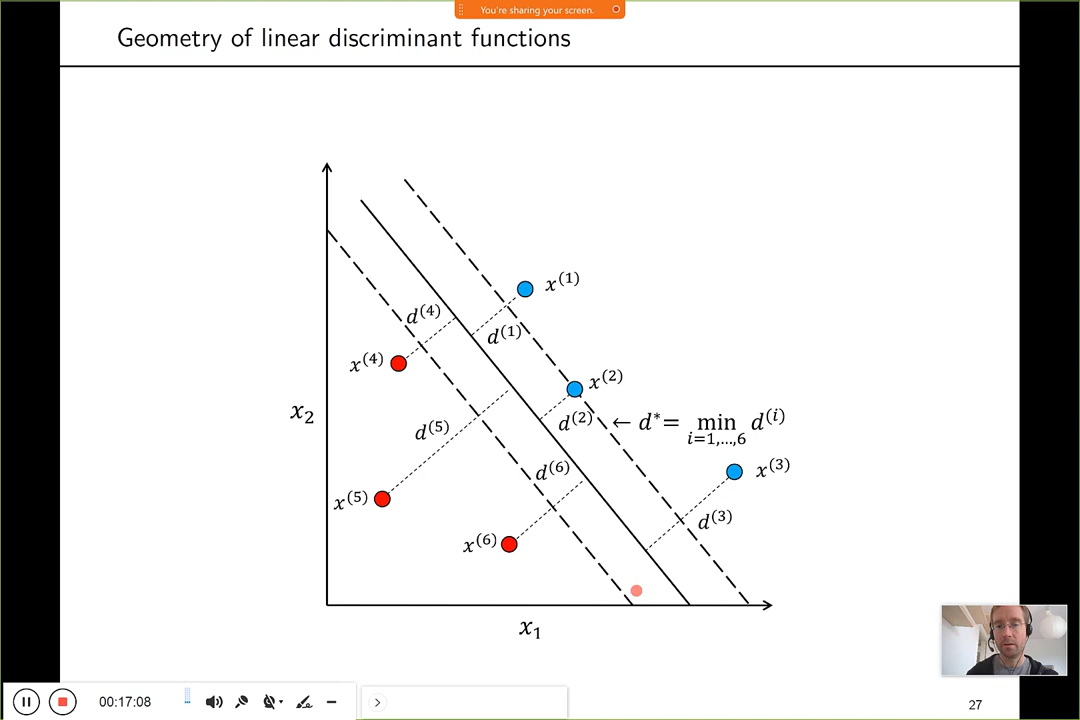 You're sharing your screen.
Geometry of linear discriminant functions
x^(1)
d^(4)
d^(1)
x^(4)
x^(2)
x_2
d^(2) ← d* = min_{i=1,…,6} d^(i)
d^(5)
d^(6)
x^(3)
x^(5)
d^(3)
x^(6)
x_1
00:17:08
27